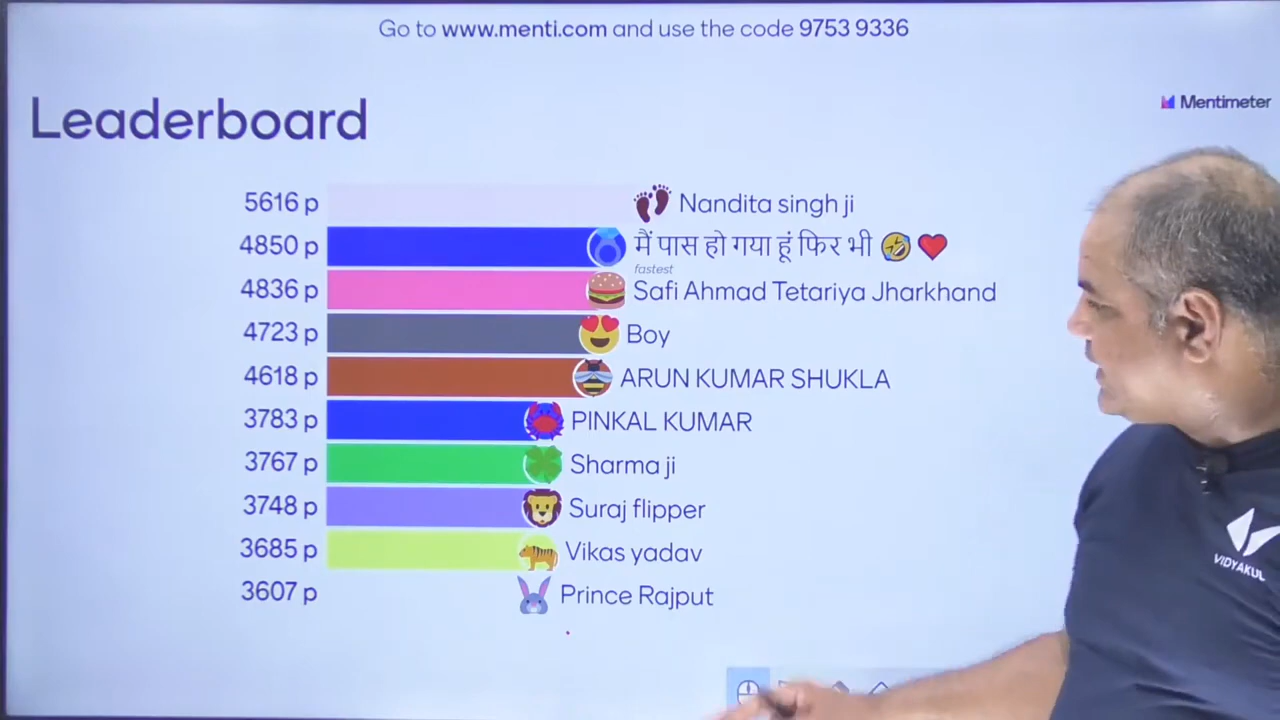 Go to www.menti.com and use the code 9753 9336
Mentimeter
Leaderboard
5616 p Nandita singh ji
4850 p मैं पास हो गया हूं फिर भी 🤣❤️
fastest
4836 p Safi Ahmad Tetariya Jharkhand
4723 p Boy
4618 p ARUN KUMAR SHUKLA
3783 p PINKAL KUMAR
3767 p Sharma ji
3748 p Suraj flipper
3685 p Vikas yadav
3607 p Prince Rajput
VIDYAKUL